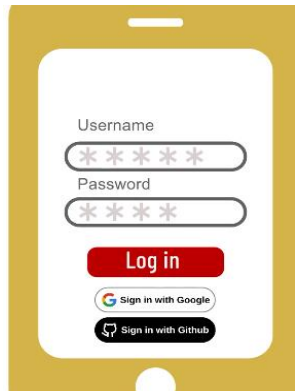 Username
*****
Password
****
Log in
Sign in with Google
Sign in with Github